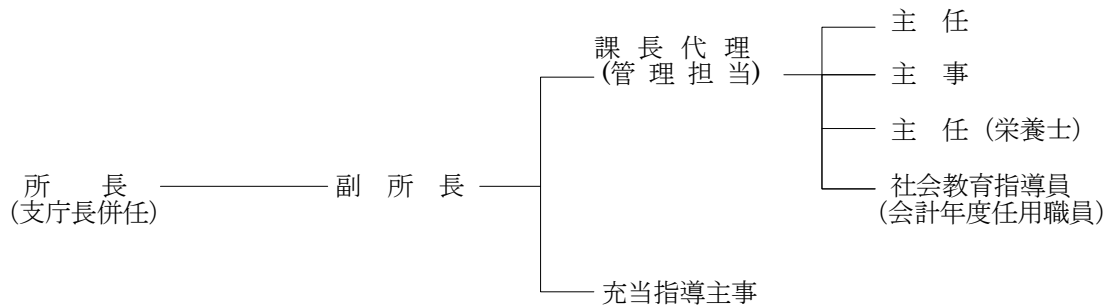 所長
(支庁長併任)
副所長
課長代理
(管理担当)
主任
主事
主任(栄養士)
社会教育指導員
(会計年度任用職員)
充当指導主事